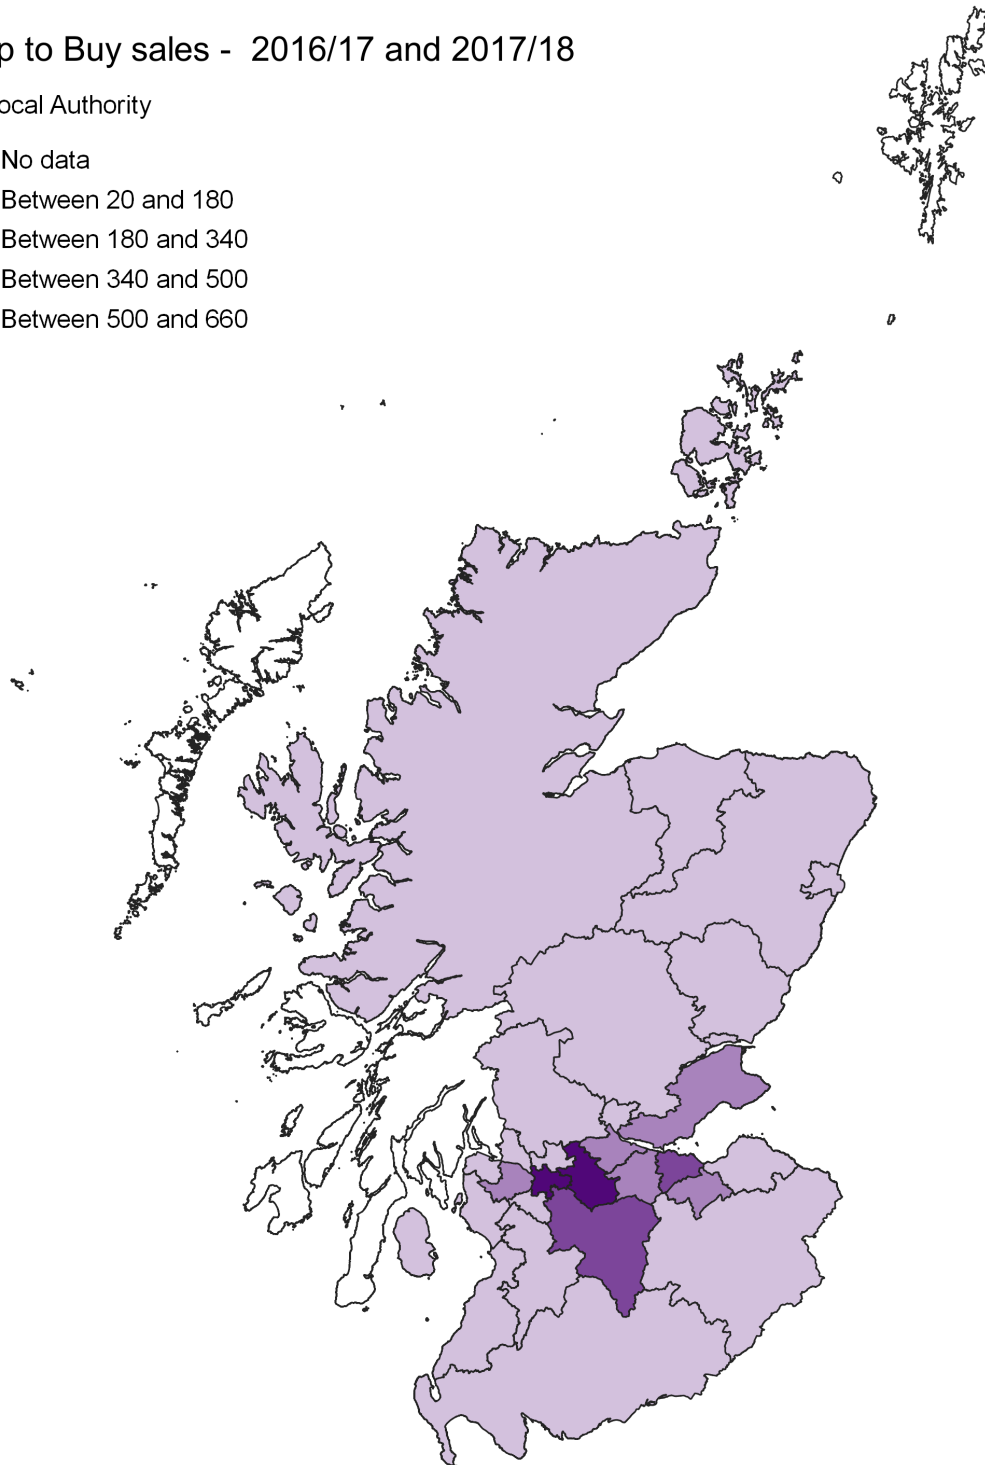 p to Buy sales - 2016/17 and 2017/18
ocal Authority
No data
Between 20 and 180
Between 180 and 340
Between 340 and 500
Between 500 and 660